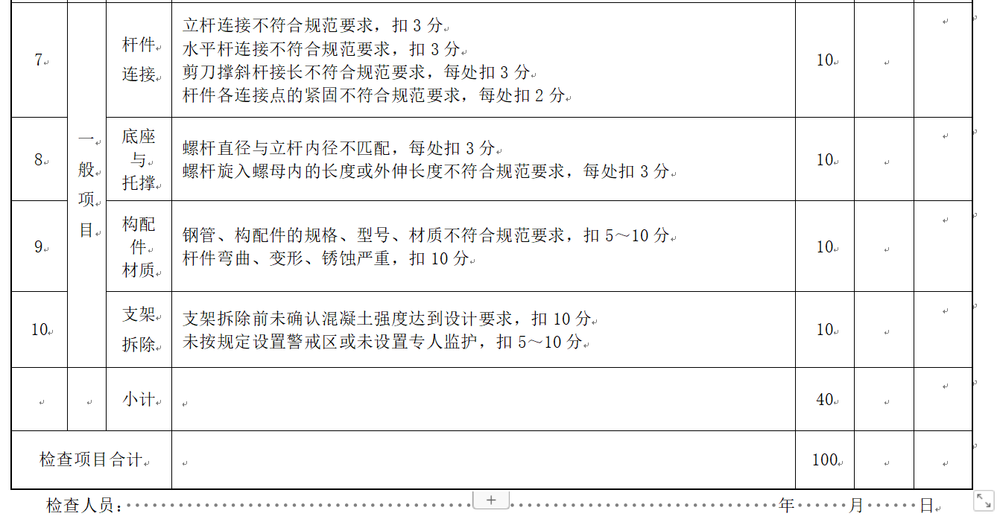 7
一
般
项
目
杆件
连接
立杆连接不符合规范要求，扣 3 分
水平杆连接不符合规范要求，扣 3 分
剪刀撑斜杆接长不符合规范要求，每处扣 3 分
杆件各连接点的紧固不符合规范要求，每处扣 2 分
10
8
底座
与
托撑
螺杆直径与立杆内径不匹配，每处扣 3 分
螺杆旋入螺母内的长度或外伸长度不符合规范要求，每处扣 3 分
10
9
构配
件
材质
钢管、构配件的规格、型号、材质不符合规范要求，扣 5～10 分
杆件弯曲、变形、锈蚀严重，扣 10 分
10
10
支架
拆除
支架拆除前未确认混凝土强度达到设计要求，扣 10 分
未按规定设置警戒区或未设置专人监护，扣 5～10 分
10
小计
40
检查项目合计
100
检查人员： 年 月 日